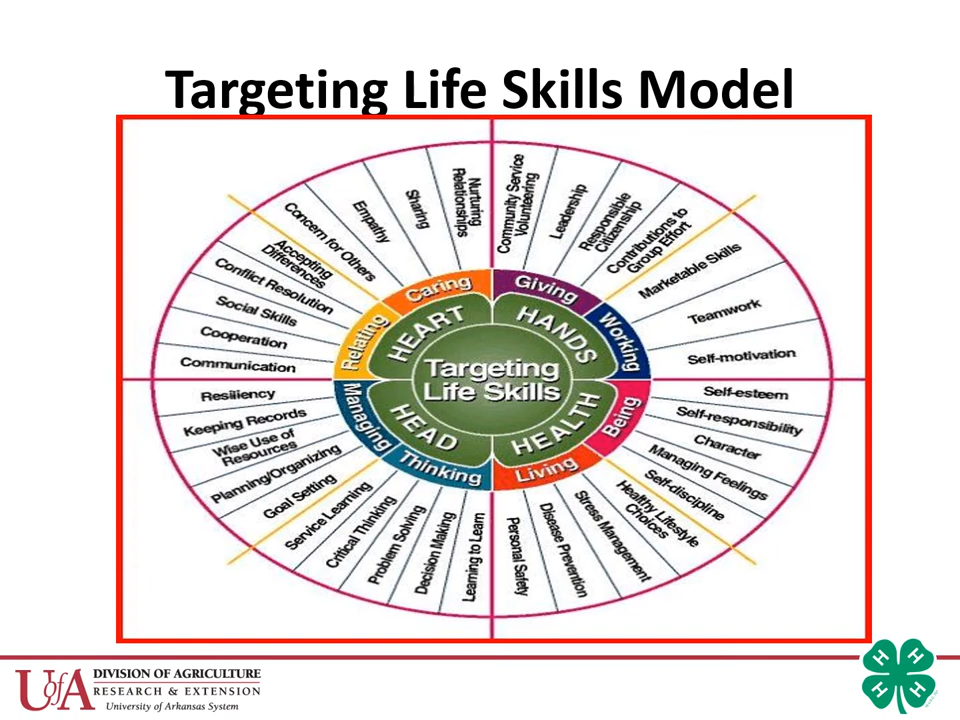 Targeting Life Skills Model
Nurturing
Relationships
Sharing
Empathy
Concern for Others
Accepting
Differences
Conflict Resolution
Social Skills
Cooperation
Communication
Community Service
Volunteering
Leadership
Responsible
Citizenship
Contributions to
Group Effort
Marketable Skills
Teamwork
Self-motivation
Caring
Giving
Relating
Working
HEART
HANDS
Targeting
Life Skills
HEAD
HEALTH
Managing
Being
Thinking
Living
Resiliency
Keeping Records
Wise Use of
Resources
Planning/Organizing
Goal Setting
Service Learning
Critical Thinking
Problem Solving
Decision Making
Learning to Learn
Self-esteem
Self-responsibility
Character
Managing Feelings
Self-discipline
Healthy Lifestyle
Choices
Stress Management
Disease Prevention
Personal Safety
UofA
DIVISION OF AGRICULTURE
RESEARCH & EXTENSION
University of Arkansas System
H H
H H